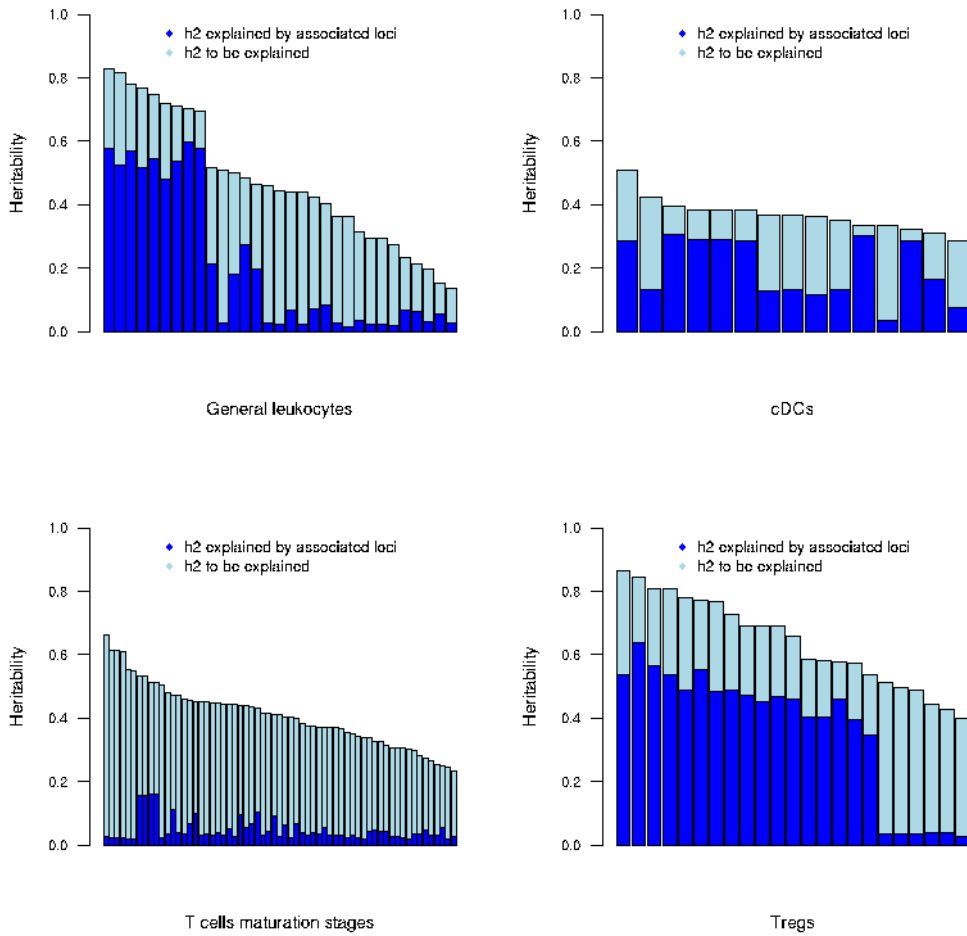 1.0
0.8
0.6
0.4
0.2
0.0
Heritability
h2 explained by associated loci
h2 to be explained
General leukocytes
1.0
0.8
0.6
0.4
0.2
0.0
Heritability
h2 explained by associated loci
h2 to be explained
cDCs
1.0
0.8
0.6
0.4
0.2
0.0
Heritability
h2 explained by associated loci
h2 to be explained
T cells maturation stages
1.0
0.8
0.6
0.4
0.2
0.0
Heritability
h2 explained by associated loci
h2 to be explained
Tregs